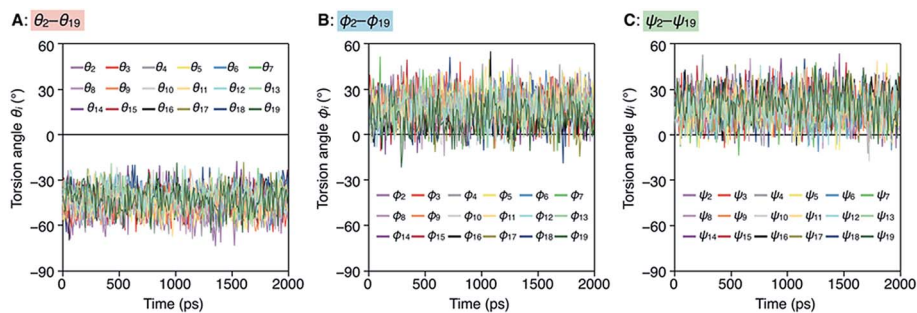 A: θ2–θ19
Torsion angle θi (°)
60
30
0
−30
−60
−90
θ2 θ3 θ4 θ5 θ6 θ7
θ8 θ9 θ10 θ11 θ12 θ13
θ14 θ15 θ16 θ17 θ18 θ19
0 500 1000 1500 2000
Time (ps)
B: ϕ2–ϕ19
Torsion angle ϕi (°)
60
30
0
−30
−60
−90
ϕ2 ϕ3 ϕ4 ϕ5 ϕ6 ϕ7
ϕ8 ϕ9 ϕ10 ϕ11 ϕ12 ϕ13
ϕ14 ϕ15 ϕ16 ϕ17 ϕ18 ϕ19
0 500 1000 1500 2000
Time (ps)
C: ψ2–ψ19
Torsion angle ψi (°)
60
30
0
−30
−60
−90
ψ2 ψ3 ψ4 ψ5 ψ6 ψ7
ψ8 ψ9 ψ10 ψ11 ψ12 ψ13
ψ14 ψ15 ψ16 ψ17 ψ18 ψ19
0 500 1000 1500 2000
Time (ps)